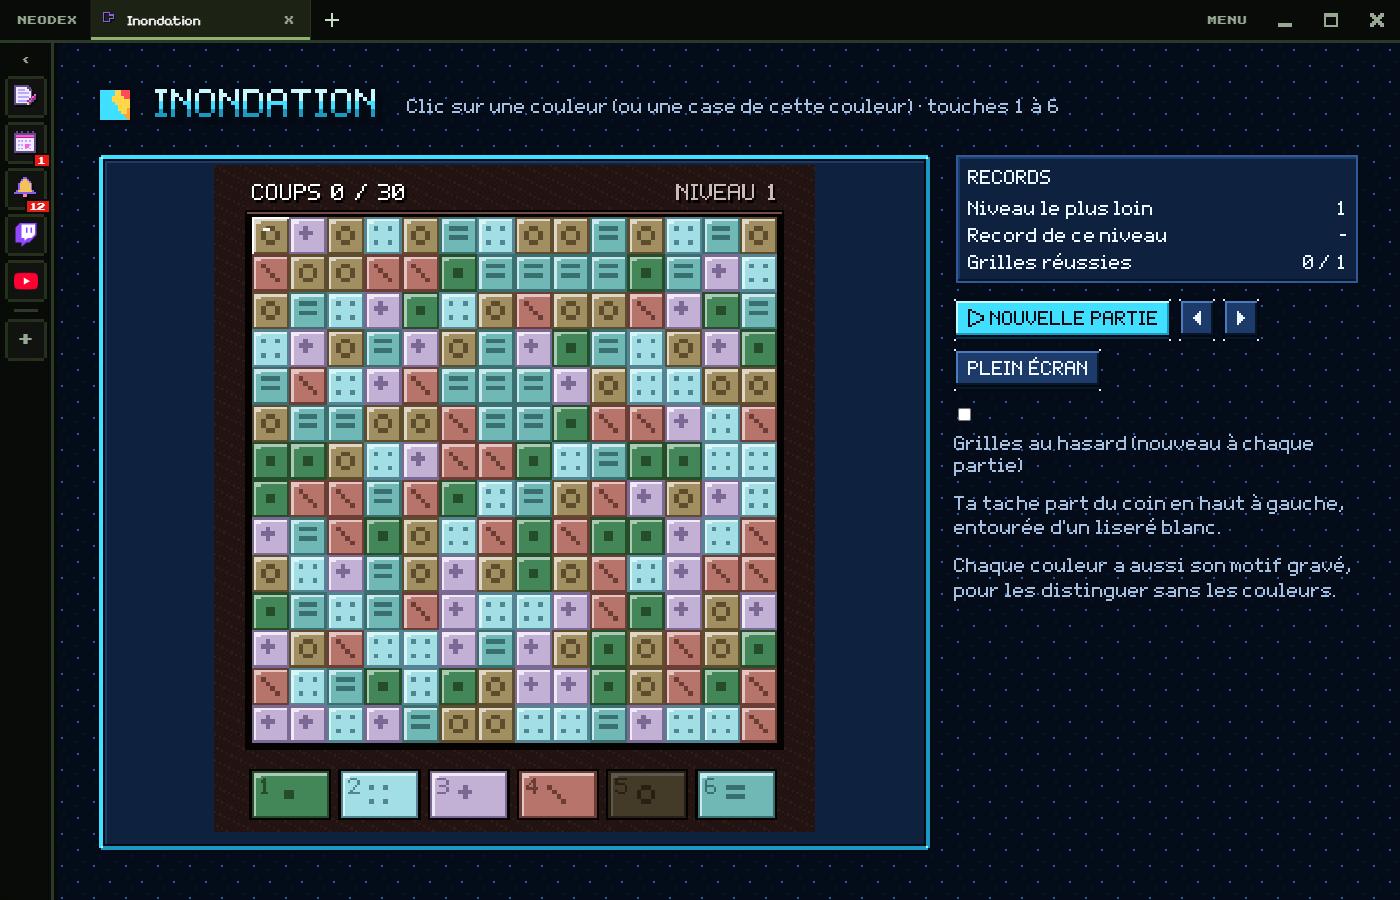 NEODEX
Inondation
MENU
1
12
INONDATION
Clic sur une couleur (ou une case de cette couleur) · touches 1 à 6
COUPS 0 / 30
NIVEAU 1
1
2
3
4
5
6
RECORDS
Niveau le plus loin 1
Record de ce niveau -
Grilles réussies 0 / 1
NOUVELLE PARTIE
PLEIN ÉCRAN
Grilles au hasard (nouveau à chaque
partie)
Ta tache part du coin en haut à gauche,
entourée d'un liseré blanc.
Chaque couleur a aussi son motif gravé,
pour les distinguer sans les couleurs.